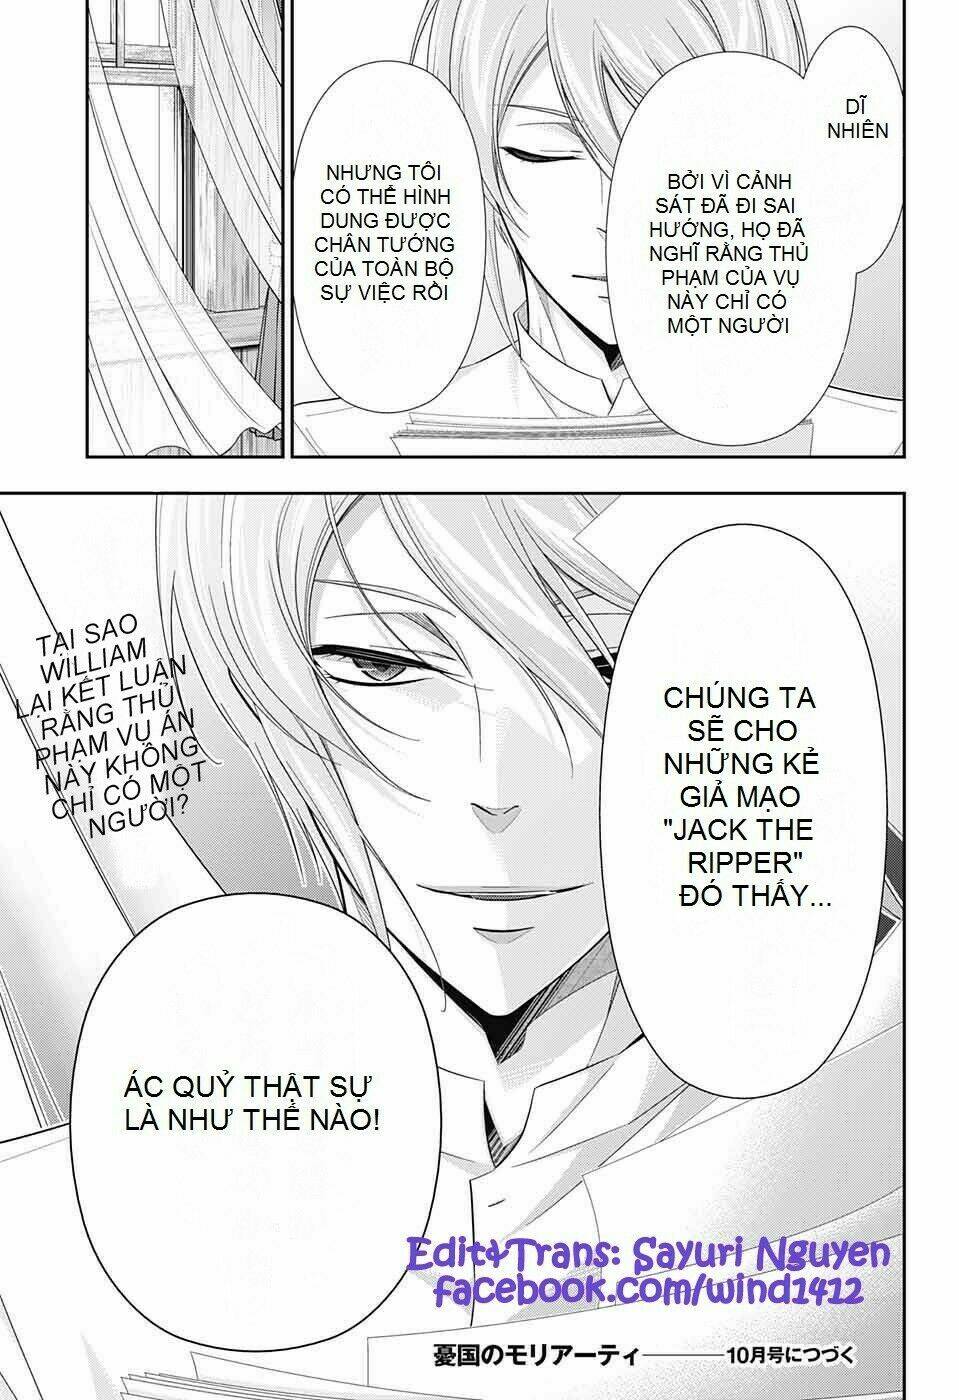 DĨ
NHIÊN
BỞI VÌ CẢNH
SÁT ĐÃ ĐI SAI
HƯỚNG, HỌ ĐÃ
NGHĨ RẰNG THỦ
PHẠM CỦA VỤ
NÀY CHỈ CÓ
MỘT NGƯỜI
NHƯNG TÔI
CÓ THỂ HÌNH
DUNG ĐƯỢC
CHÂN TƯỚNG
CỦA TOÀN BỘ
SỰ VIỆC RỒI
CHÚNG TA
SẼ CHO
NHỮNG KẺ
GIẢ MẠO
"JACK THE
RIPPER"
ĐÓ THẤY...
TẠI SAO
WILLIAM
LẠI KẾT LUẬN
RẰNG THỦ
PHẠM VỤ ÁN
NÀY KHÔNG
CHỈ CÓ MỘT
NGƯỜI?
ÁC QUỶ THẬT SỰ
LÀ NHƯ THẾ NÀO!
Edit&Trans: Sayuri Nguyen
facebook.com/wind1412
憂国のモリアーティ────10月号につづく